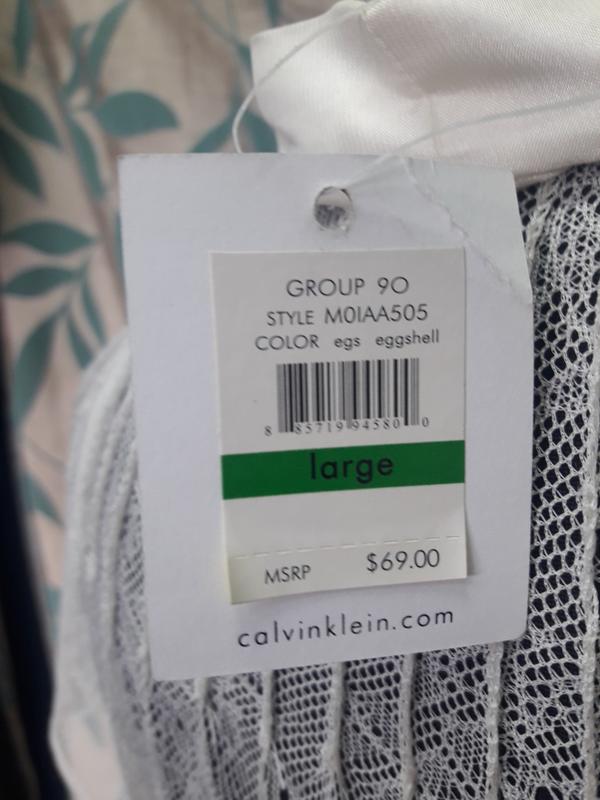 GROUP 90
STYLE M0IAA505
COLOR egs eggshell
8 85719 94580 0
large
MSRP $69.00
calvinklein.com